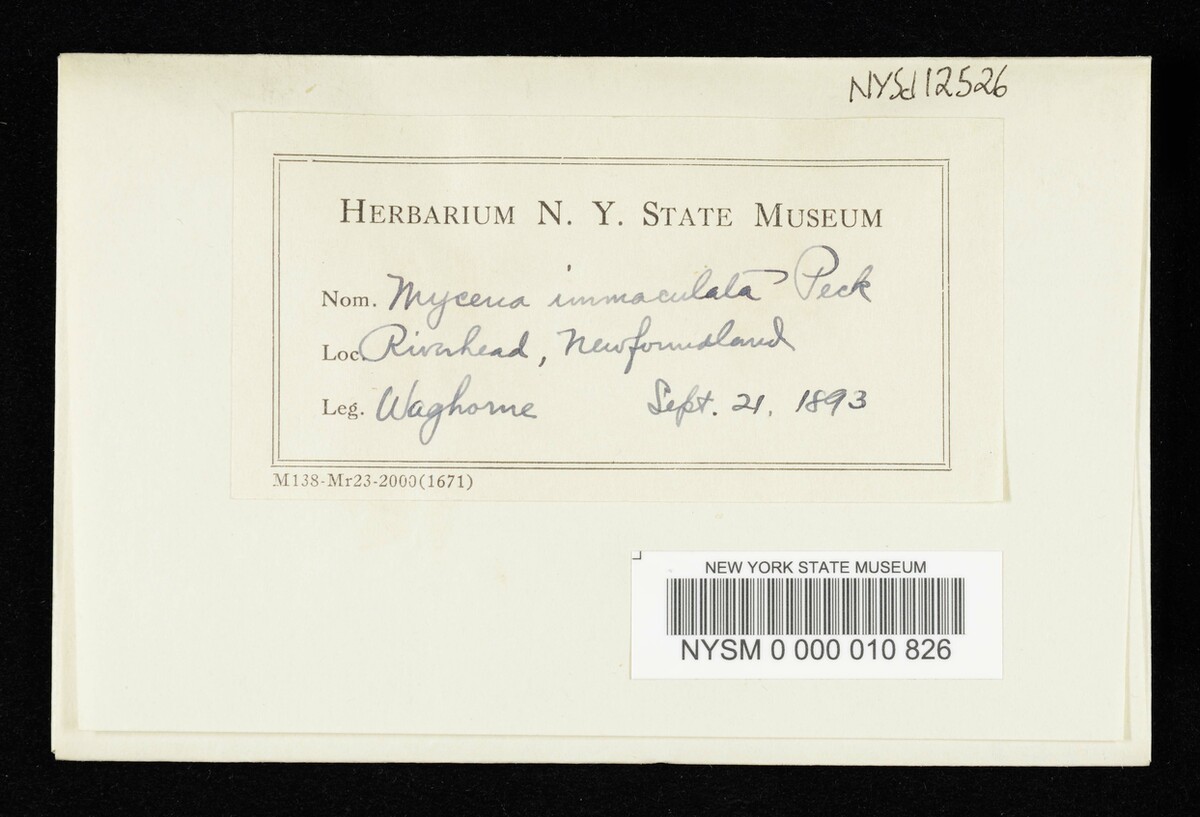 NYSd12526
HERBARIUM N. Y. STATE MUSEUM
Nom. Mycena immaculata Peck
Loc. Riverhead, Newfoundland
Leg. Waghorne Sept. 21, 1893
M138-Mr23-2000(1671)
NEW YORK STATE MUSEUM
NYSM 0 000 010 826